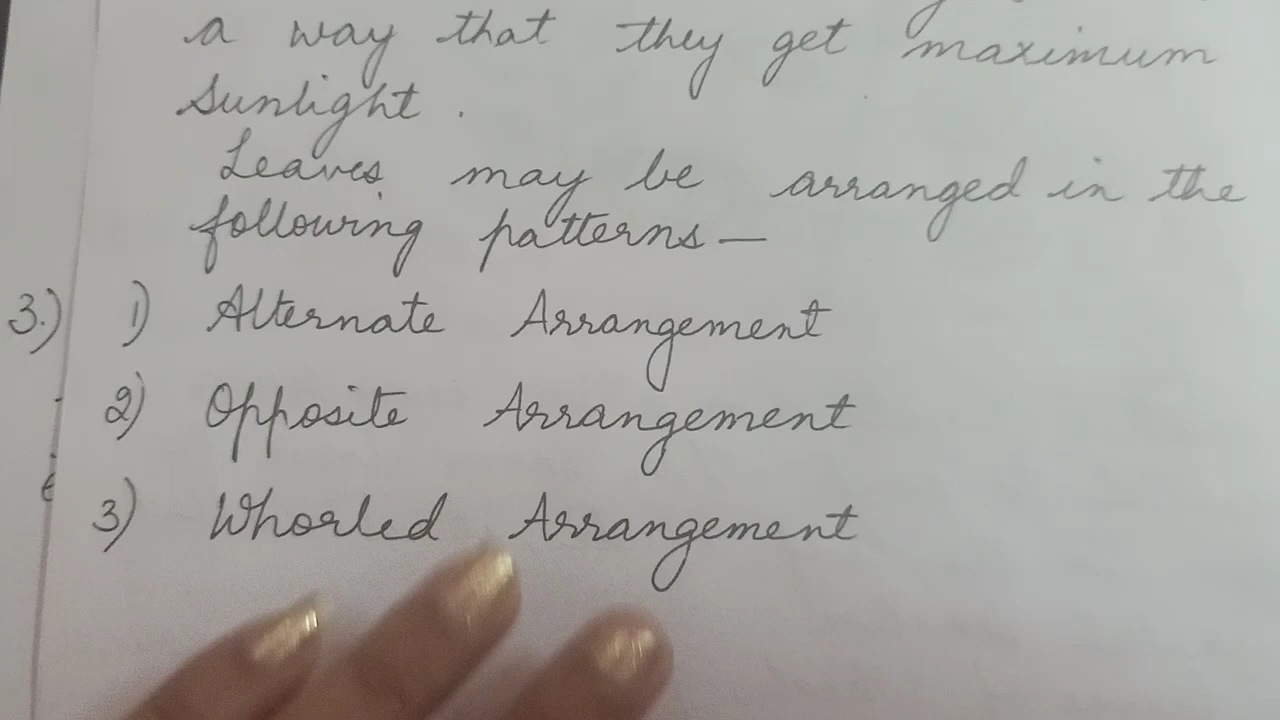 a way that they get maximum
Sunlight.
Leaves may be arranged in the
following patterns —
3.) 1) Alternate Arrangement
2) Opposite Arrangement
3) Whorled Arrangement